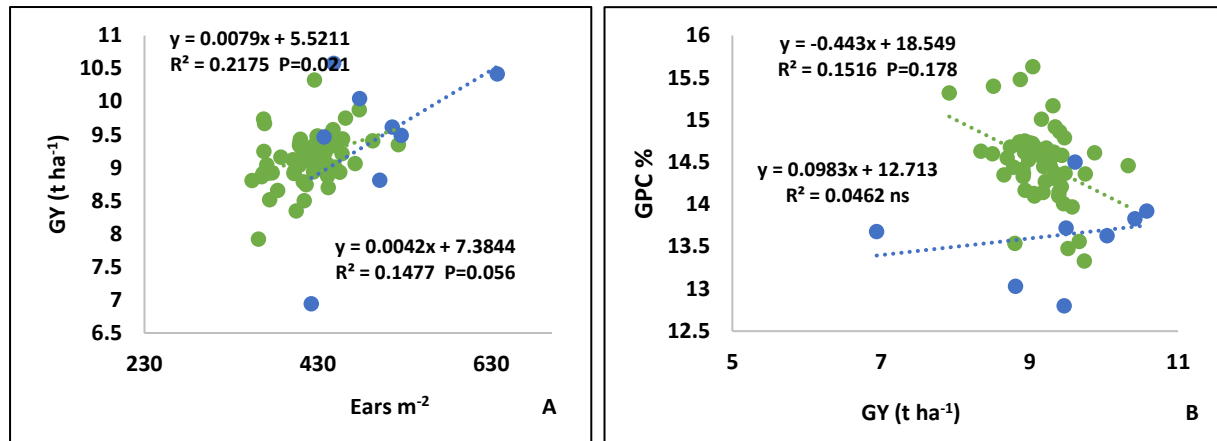 y = 0.0079x + 5.5211
R² = 0.2175 P=0.021
y = 0.0042x + 7.3844
R² = 0.1477 P=0.056
GY (t ha⁻¹)
11
10.5
10
9.5
9
8.5
8
7.5
7
6.5
230
430
630
Ears m⁻²
A
y = -0.443x + 18.549
R² = 0.1516 P=0.178
y = 0.0983x + 12.713
R² = 0.0462 ns
GPC %
16
15.5
15
14.5
14
13.5
13
12.5
5
7
9
11
GY (t ha⁻¹)
B